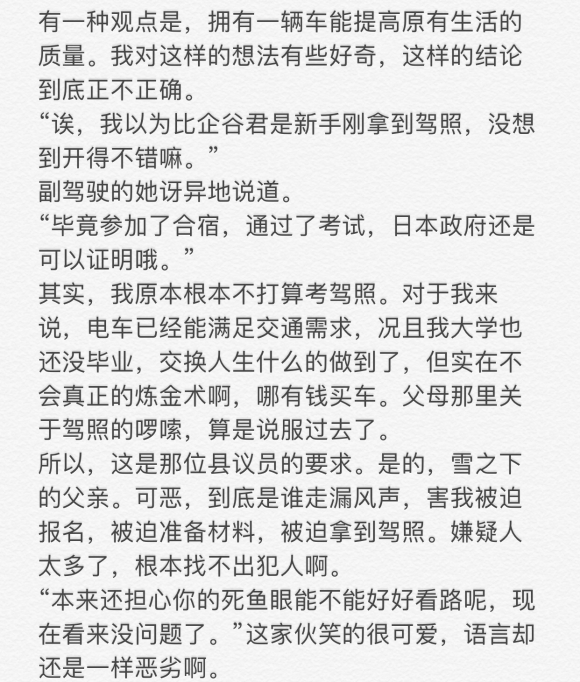 有一种观点是，拥有一辆车能提高原有生活的
质量。我对这样的想法有些好奇，这样的结论
到底正不正确。
“诶，我以为比企谷君是新手刚拿到驾照，没想
到开得不错嘛。”
副驾驶的她讶异地说道。
“毕竟参加了合宿，通过了考试，日本政府还是
可以证明哦。”
其实，我原本根本不打算考驾照。对于我来
说，电车已经能满足交通需求，况且我大学也
还没毕业，交换人生什么的做到了，但实在不
会真正的炼金术啊，哪有钱买车。父母那里关
于驾照的啰嗦，算是说服过去了。
所以，这是那位县议员的要求。是的，雪之下
的父亲。可恶，到底是谁走漏风声，害我被迫
报名，被迫准备材料，被迫拿到驾照。嫌疑人
太多了，根本找不出犯人啊。
“本来还担心你的死鱼眼能不能好好看路呢，现
在看来没问题了。”这家伙笑的很可爱，语言却
还是一样恶劣啊。